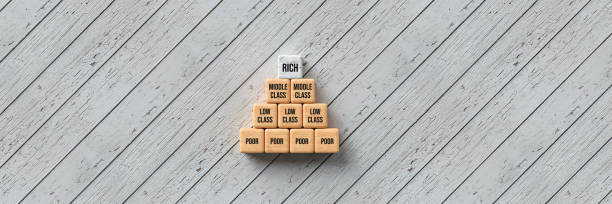 RICH
MIDDLE MIDDLE
CLASS CLASS
LOW LOW LOW
CLASS CLASS CLASS
POOR POOR POOR POOR